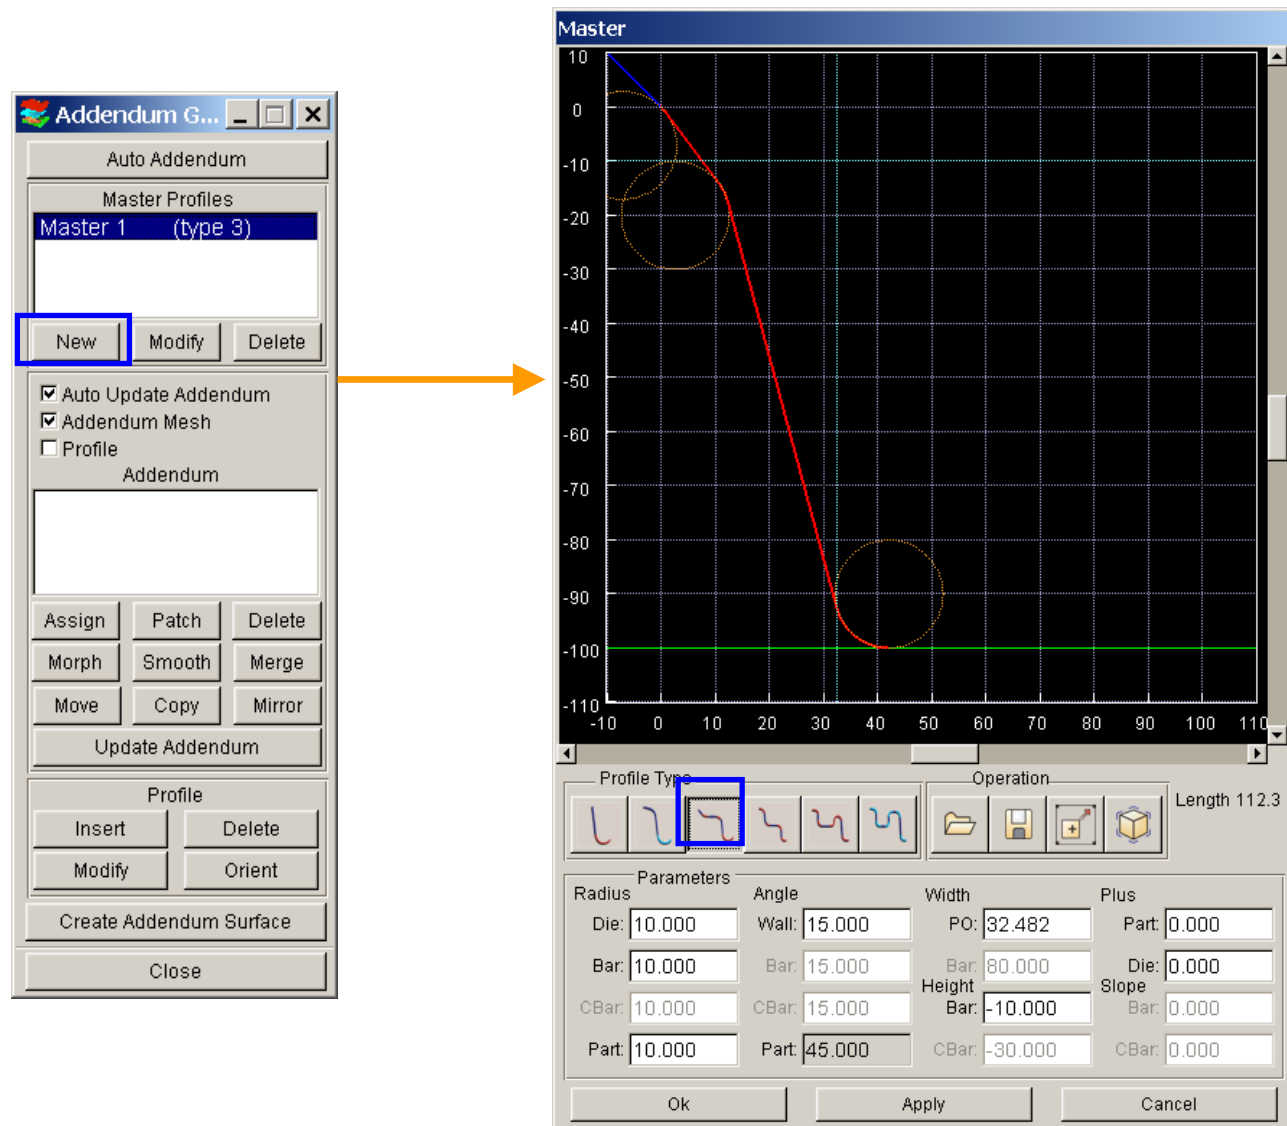 Addendum G...
Auto Addendum
Master Profiles
Master 1 (type 3)
New Modify Delete
Auto Update Addendum
Addendum Mesh
Profile
Addendum
Assign Patch Delete
Morph Smooth Merge
Move Copy Mirror
Update Addendum
Profile
Insert Delete
Modify Orient
Create Addendum Surface
Close
Master
10
0
-10
-20
-30
-40
-50
-60
-70
-80
-90
-100
-110
-10 0 10 20 30 40 50 60 70 80 90 100 110
Profile Type Operation
Length 112.3
Parameters
Radius Angle Width Plus
Die: 10.000 Wall: 15.000 PO: 32.482 Part: 0.000
Bar: 10.000 Bar: 15.000 Bar: 80.000 Die: 0.000
Height Slope
CBar: 10.000 CBar: 15.000 Bar: -10.000 Bar: 0.000
Part: 10.000 Part: 45.000 CBar: -30.000 CBar: 0.000
Ok Apply Cancel